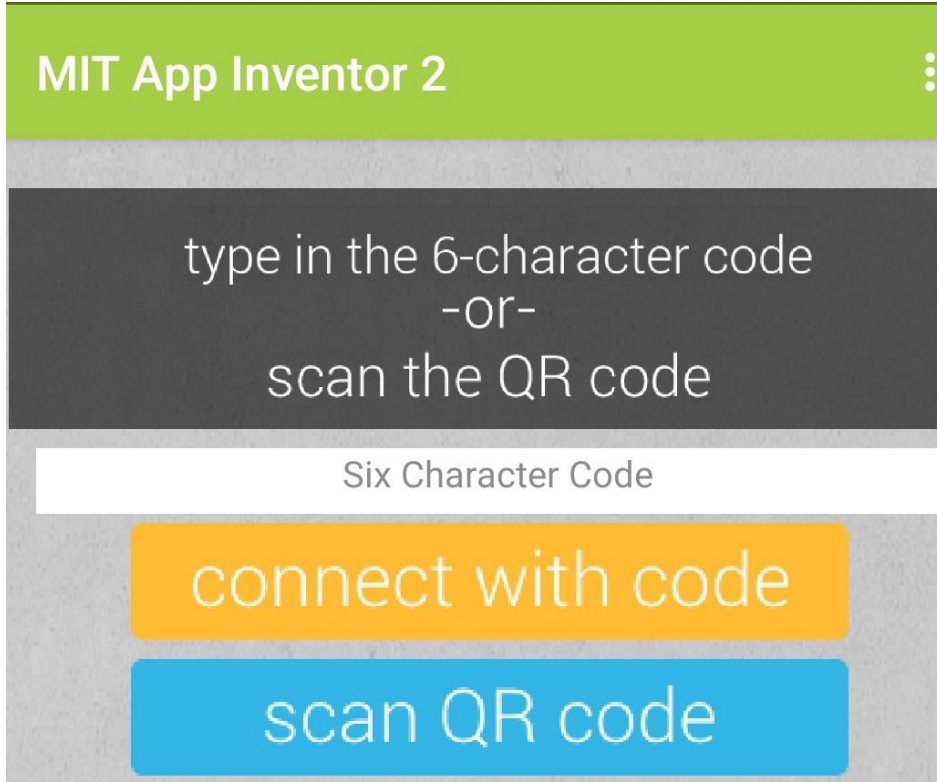 MIT App Inventor 2
type in the 6-character code
-or-
scan the QR code
Six Character Code
connect with code
scan QR code